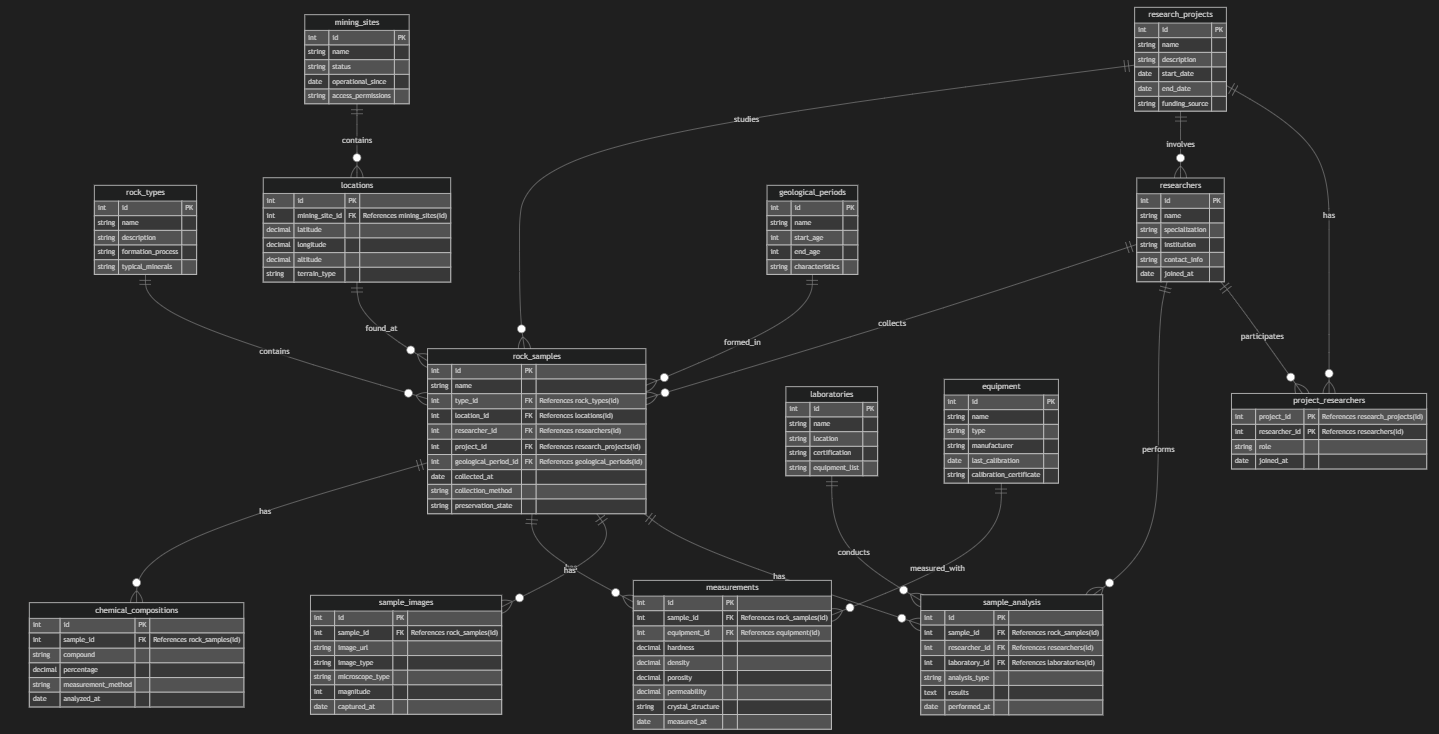 mining_sites
int id PK
string name
string status
date operational_since
string access_permissions
research_projects
int id PK
string name
string description
date start_date
date end_date
string funding_source
studies
contains
involves
rock_types
int id PK
string name
string description
string formation_process
string typical_minerals
locations
int id PK
int mining_site_id FK References mining_sites(id)
decimal latitude
decimal longitude
decimal altitude
string terrain_type
geological_periods
int id PK
string name
int start_age
int end_age
string characteristics
researchers
int id PK
string name
string specialization
string institution
string contact_info
date joined_at
has
contains
found_at
formed_in
collects
participates
rock_samples
int id PK
string name
int type_id FK References rock_types(id)
int location_id FK References locations(id)
int researcher_id FK References researchers(id)
int project_id FK References research_projects(id)
int geological_period_id FK References geological_periods(id)
date collected_at
string collection_method
string preservation_state
laboratories
int id PK
string name
string location
string certification
string equipment_list
equipment
int id PK
string name
string type
string manufacturer
date last_calibration
string calibration_certificate
project_researchers
int project_id PK References research_projects(id)
int researcher_id PK References researchers(id)
string role
date joined_at
performs
has
has
has
conducts
measured_with
chemical_compositions
int id PK
int sample_id FK References rock_samples(id)
string compound
decimal percentage
string measurement_method
date analyzed_at
sample_images
int id PK
int sample_id FK References rock_samples(id)
string image_url
string image_type
string microscope_type
int magnitude
date captured_at
measurements
int id PK
int sample_id FK References rock_samples(id)
int equipment_id FK References equipment(id)
decimal hardness
decimal density
decimal porosity
decimal permeability
string crystal_structure
date measured_at
sample_analysis
int id PK
int sample_id FK References rock_samples(id)
int researcher_id FK References researchers(id)
int laboratory_id FK References laboratories(id)
string analysis_type
text results
date performed_at